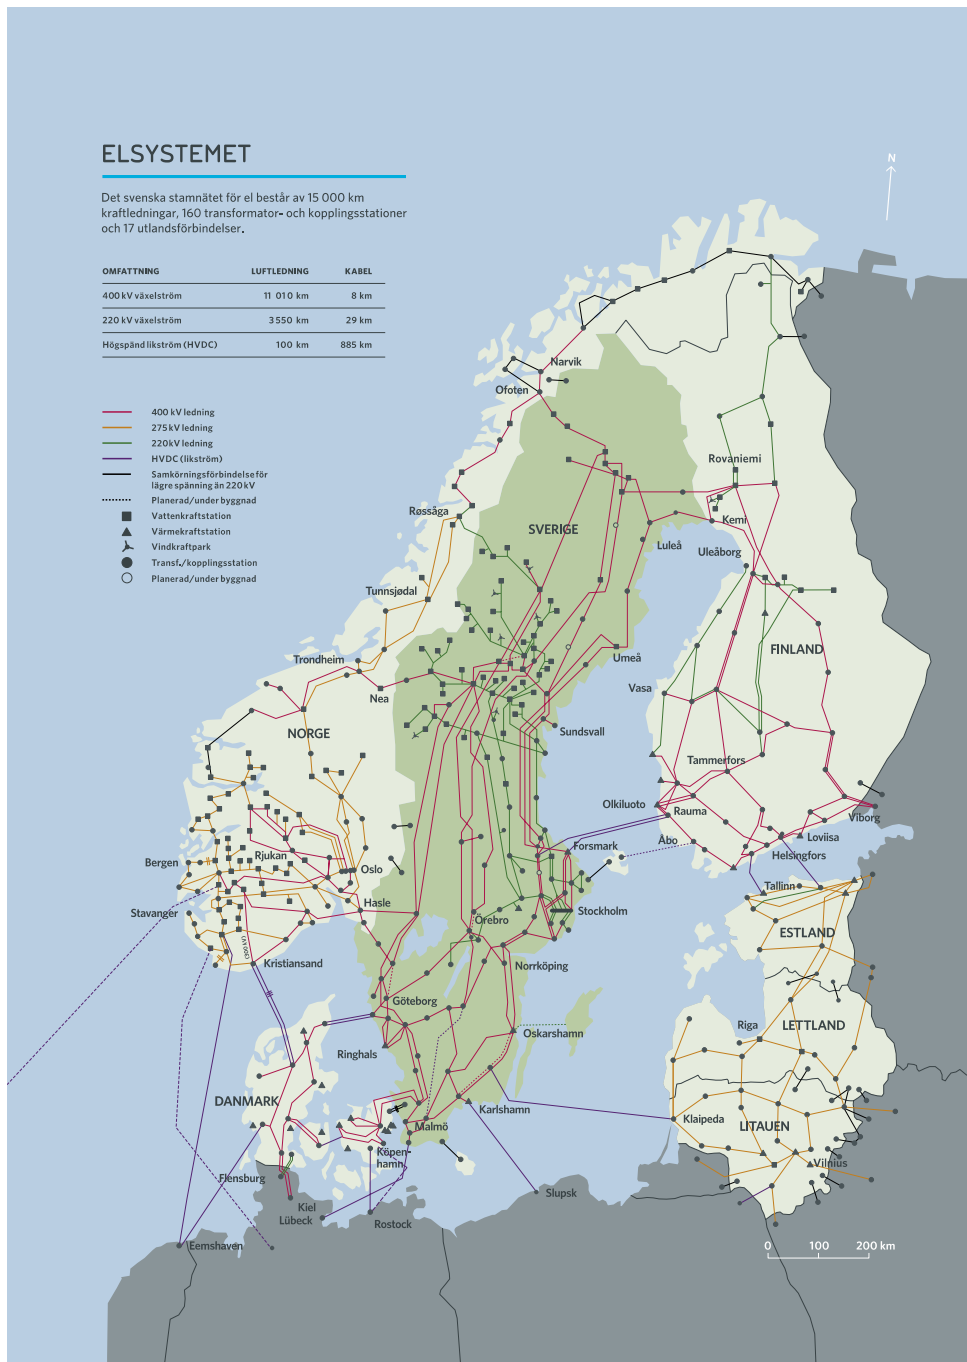 ELSYSTEMET
Det svenska stamnätet för el består av 15 000 km
kraftledningar, 160 transformator- och kopplingsstationer
och 17 utlandsförbindelser.
OMFATTNING LUFTLEDNING KABEL
400 kV växelström 11 010 km 8 km
220 kV växelström 3 550 km 29 km
Högspänd likström (HVDC) 100 km 885 km
400 kV ledning
275 kV ledning
220 kV ledning
HVDC (likström)
Samkörningsförbindelse för
lägre spänning än 220 kV
Planerad/under byggnad
Vattenkraftstation
Värmekraftstation
Vindkraftpark
Transf./kopplingsstation
Planerad/under byggnad
N
Narvik
Ofoten
Rovaniemi
Røssåga
SVERIGE
Kemi
Luleå
Uleåborg
Tunnsjødal
FINLAND
Trondheim
Umeå
Vasa
Nea
NORGE
Sundsvall
Tammerfors
Olkiluoto
Rauma
Viborg
Loviisa
Åbo
Forsmark
Helsingfors
Rjukan
Bergen
Oslo
Tallinn
Hasle
Stavanger
Stockholm
Örebro
ESTLAND
(300 kV)
Kristiansand
Norrköping
Göteborg
Riga
LETTLAND
Oskarshamn
Ringhals
DANMARK
Karlshamn
Klaipeda
LITAUEN
Malmö
Köpen-
hamn
Vilnius
Flensburg
Slupsk
Kiel
Lübeck
Rostock
Eemshaven
0 100 200 km